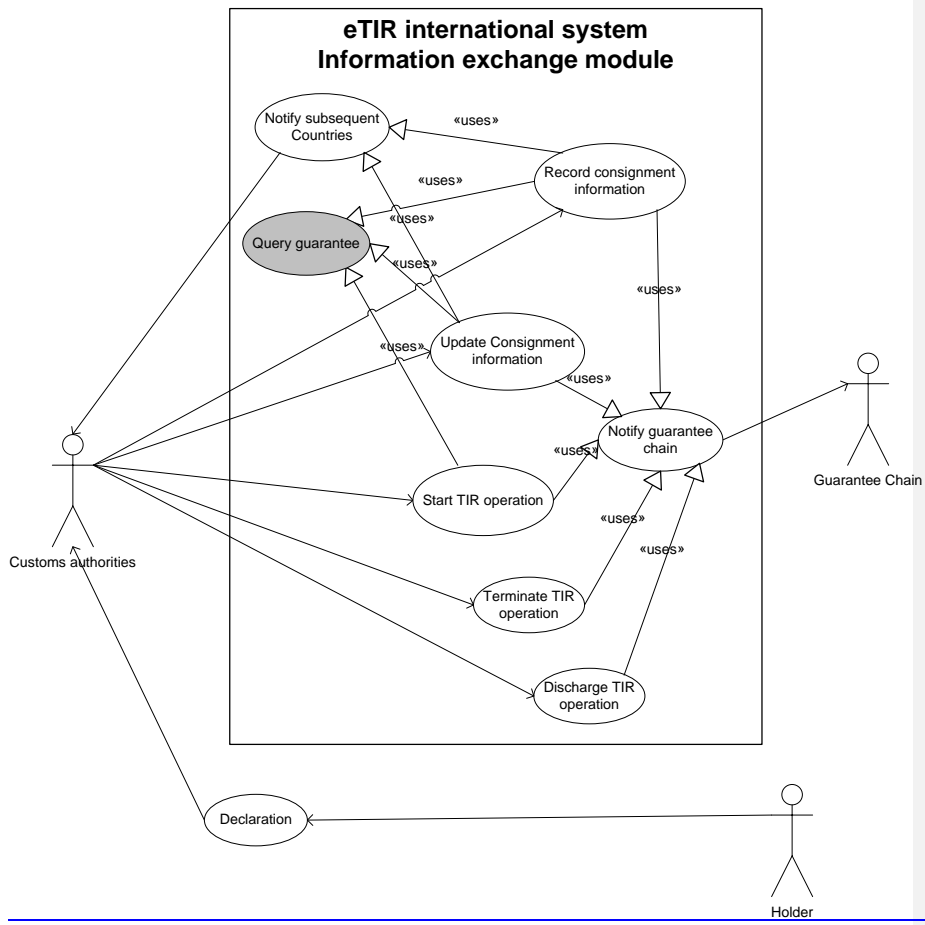 eTIR international system
Information exchange module
Notify subsequent
Countries
«uses»
Record consignment
information
«uses»
«uses»
Query guarantee
«uses»
«uses»
Update Consignment
information
«uses»
«uses»
Notify guarantee
chain
«uses»
Guarantee Chain
Start TIR operation
«uses»
Customs authorities
«uses»
Terminate TIR
operation
Discharge TIR
operation
Declaration
Holder